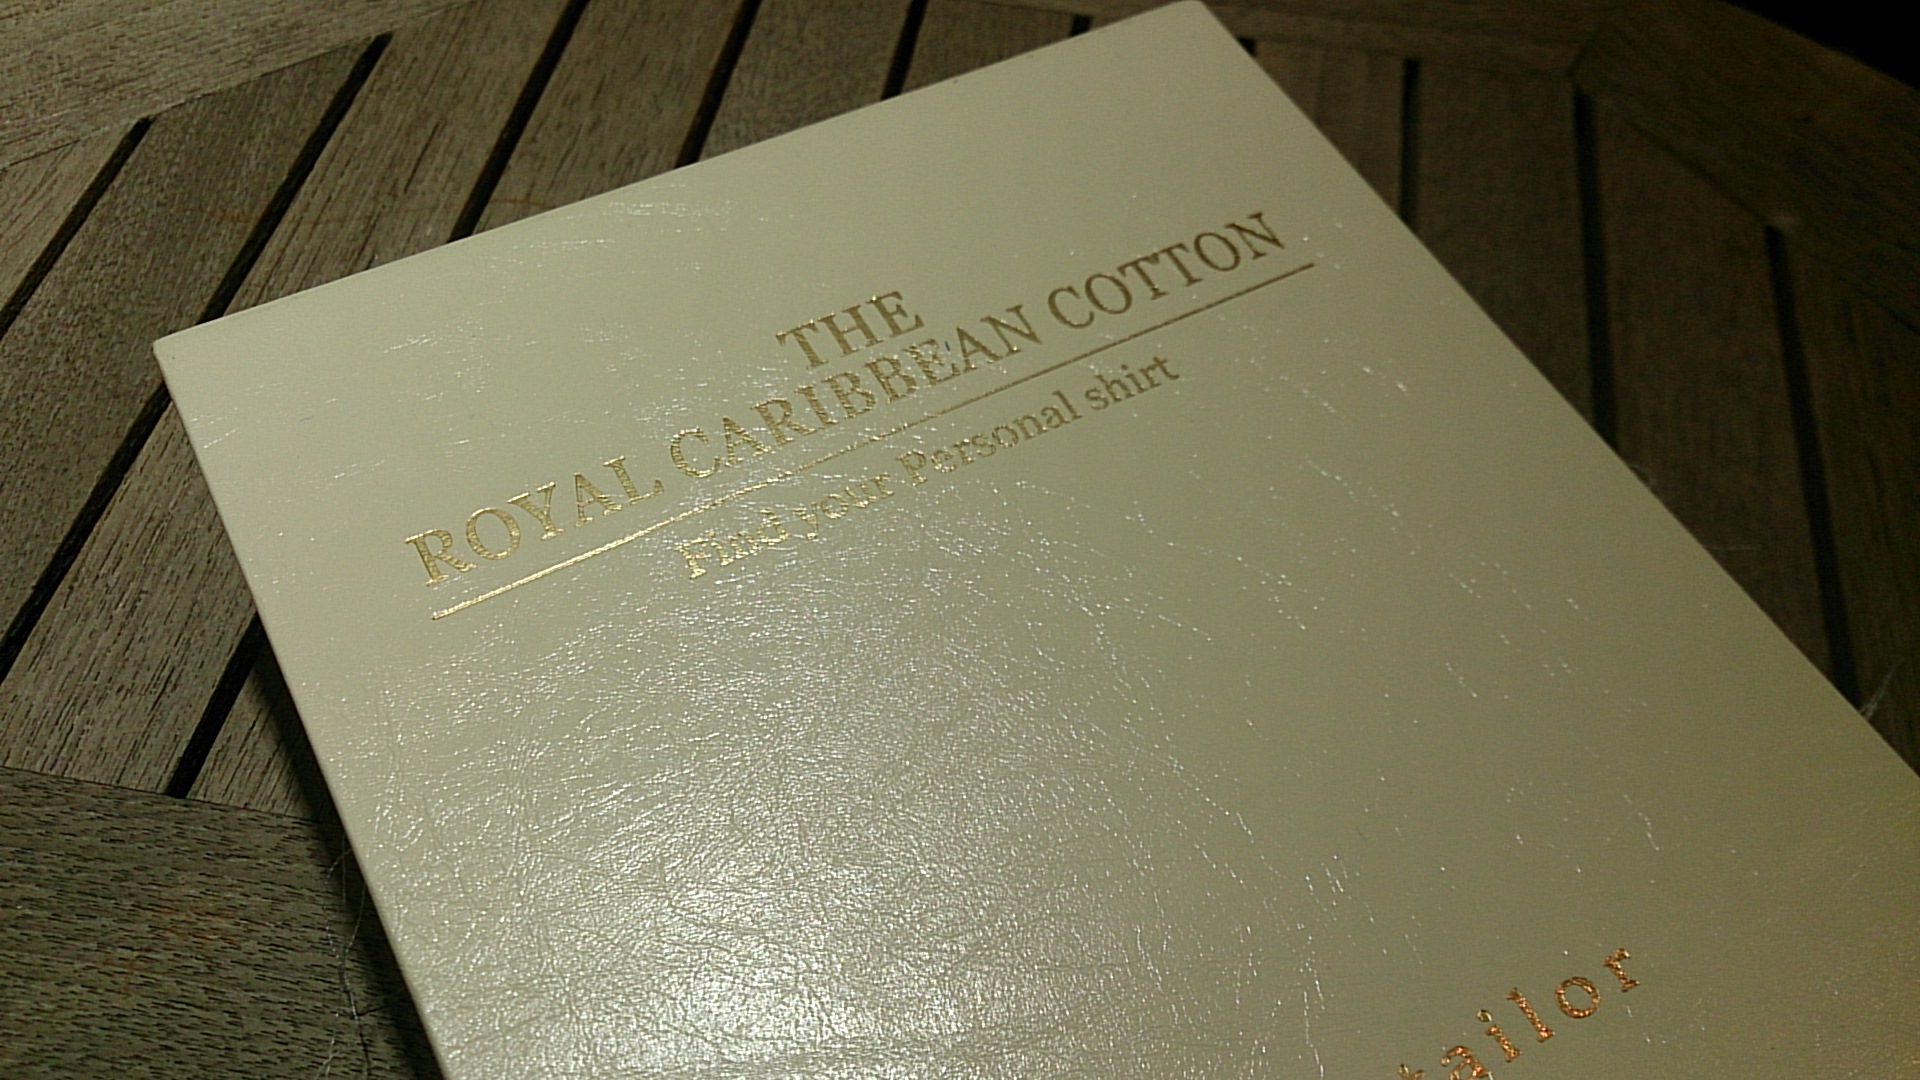 THE
ROYAL CARIBBEAN COTTON
Find your Personal shirt
tailor